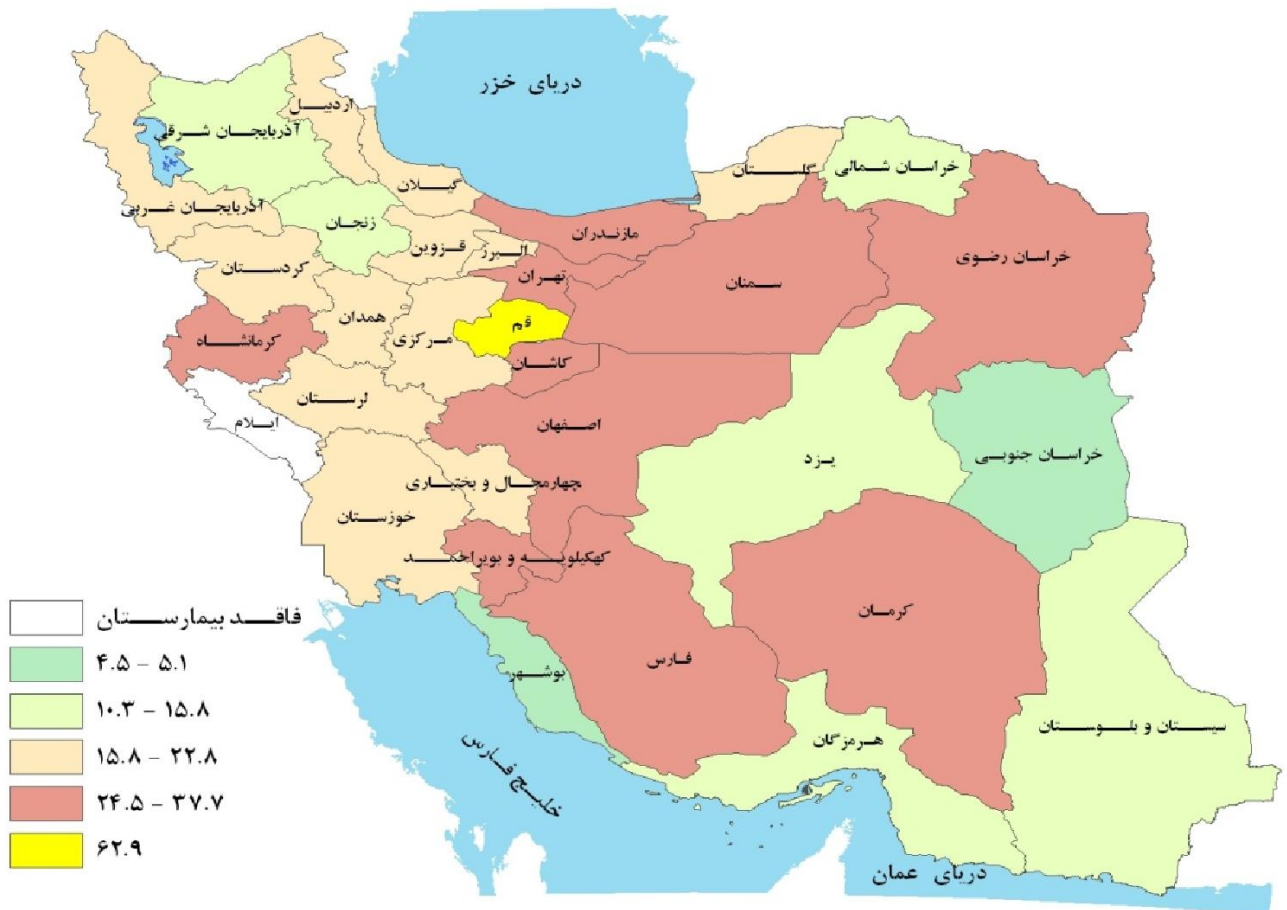 دریای خزر
اردبیل
آذربایجان شرقی
خراسان شمالی
گلستان
گیلان
آذربایجان غربی
زنجان
مازندران
خراسان رضوی
قزوین
البرز
کردستان
تهران
سمنان
همدان
قم
مرکزی
کرمانشاه
کاشان
لرستان
ایلام
اصفهان
یزد
خراسان جنوبی
چهارمحال و بختیاری
خوزستان
کهکیلویه و بویراحمد
کرمان
فارس
بوشهر
سیستان و بلوستان
هرمزگان
خلیج فارس
دریای عمان
فاقد بیمارستان
۴.۵ - ۵.۱
۱۰.۳ - ۱۵.۸
۱۵.۸ - ۲۲.۸
۲۴.۵ - ۳۷.۷
۶۲.۹